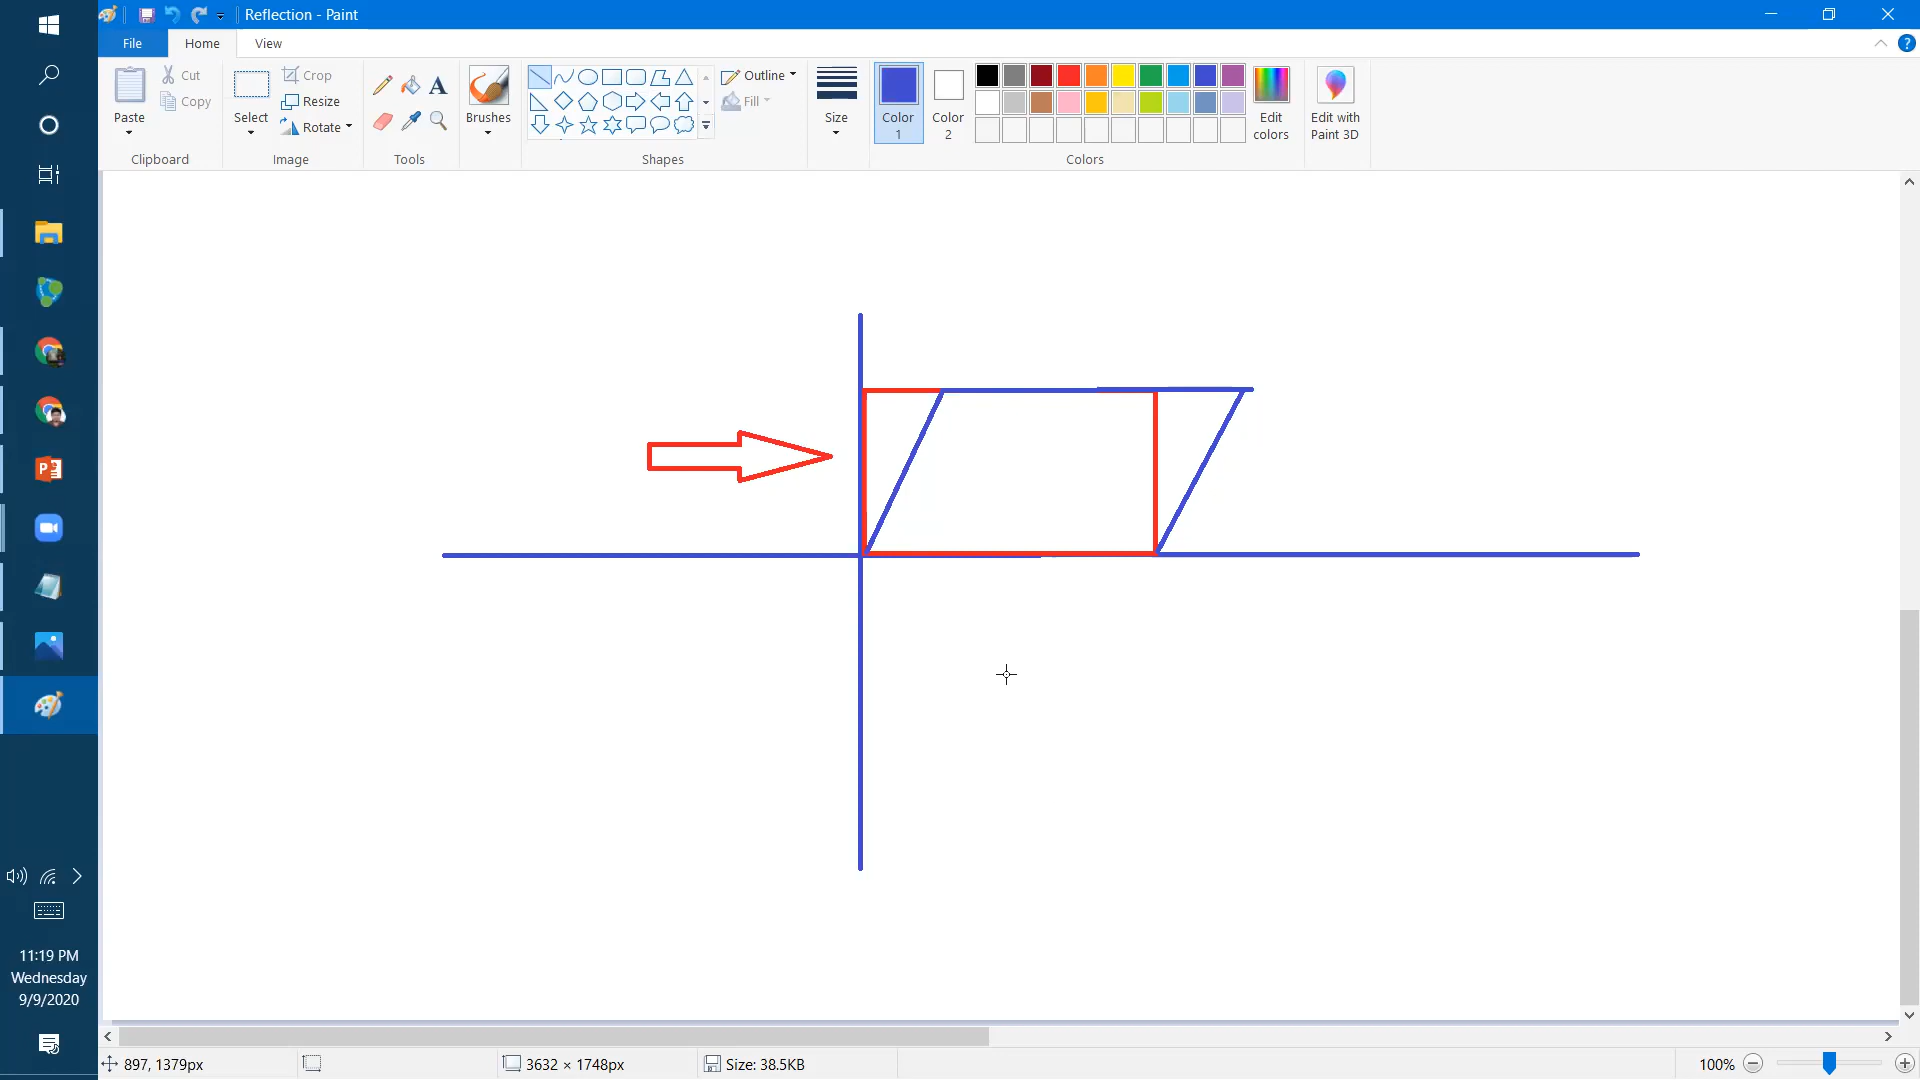 Reflection - Paint
File Home View
Paste
Cut
Copy
Clipboard
Select
Crop
Resize
Rotate
Image
A
Tools
Brushes
Shapes
Outline
Fill
Size
Color 1
Color 2
Edit colors
Edit with Paint 3D
Colors
11:19 PM
Wednesday
9/9/2020
897, 1379px
3632 × 1748px
Size: 38.5KB
100%